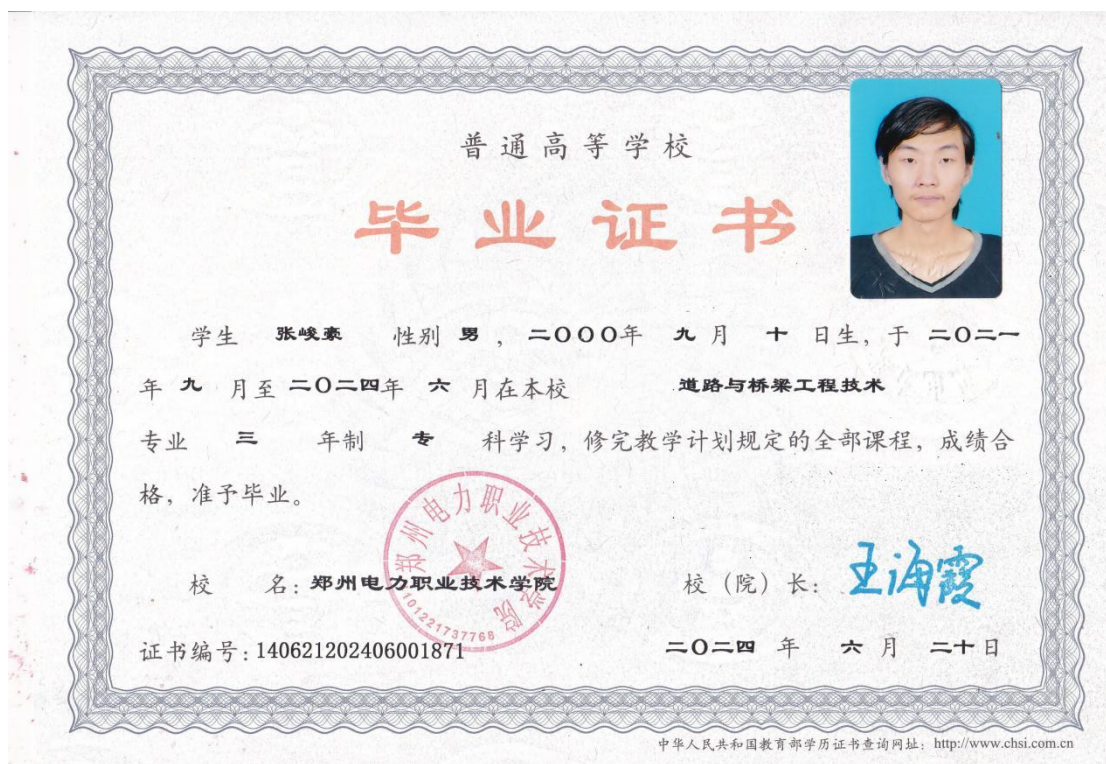 普通高等学校
毕业证书
学生 张峻豪 性别 男 , 二〇〇〇年 九 月 十 日生, 于 二〇二一
年 九 月至 二〇二四年 六 月在本校 道路与桥梁工程技术
专业 三 年制 专 科学习, 修完教学计划规定的全部课程, 成绩合
格, 准予毕业。
郑州电力职业技术学院
4101221737768
校 名: 郑州电力职业技术学院 校（院）长: 王海霞
证书编号: 140621202406001871 二〇二四 年 六 月 二十日
中华人民共和国教育部学历证书查询网址: http://www.chsi.com.cn